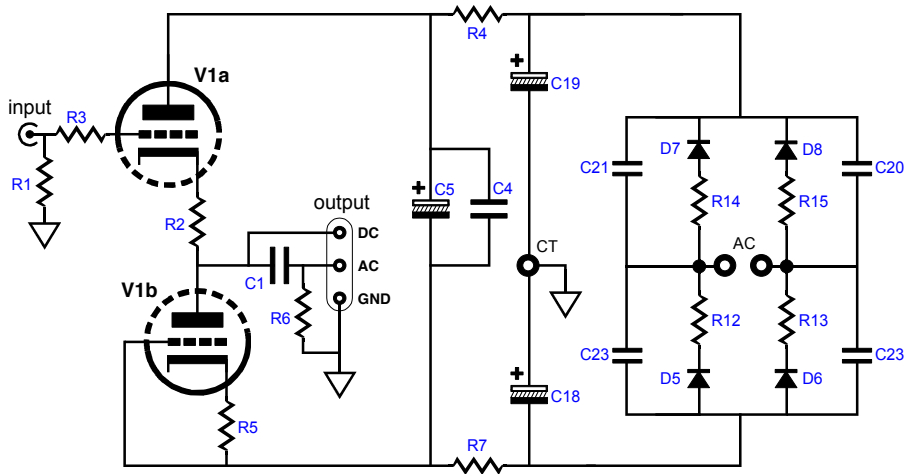 R4
V1a
C19
input
R3
D7
D8
C21
C20
R1
C5
C4
R14
R15
output
R2
DC
CT
AC
C1
AC
V1b
GND
R6
R12
R13
C23
C23
D5
D6
C18
R5
R7